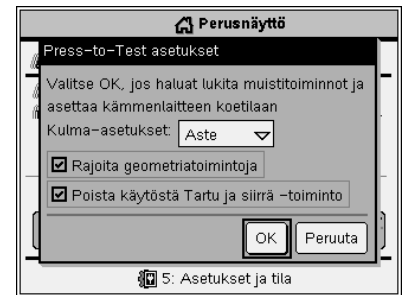 Perusnäyttö
Press-to-Test asetukset
Valitse OK, jos haluat lukita muistitoiminnot ja
asettaa kämmenlaitteen koetilaan
Kulma-asetukset: Aste
Rajoita geometriatoimintoja
Poista käytöstä Tartu ja siirrä -toiminto
OK Peruuta
5: Asetukset ja tila